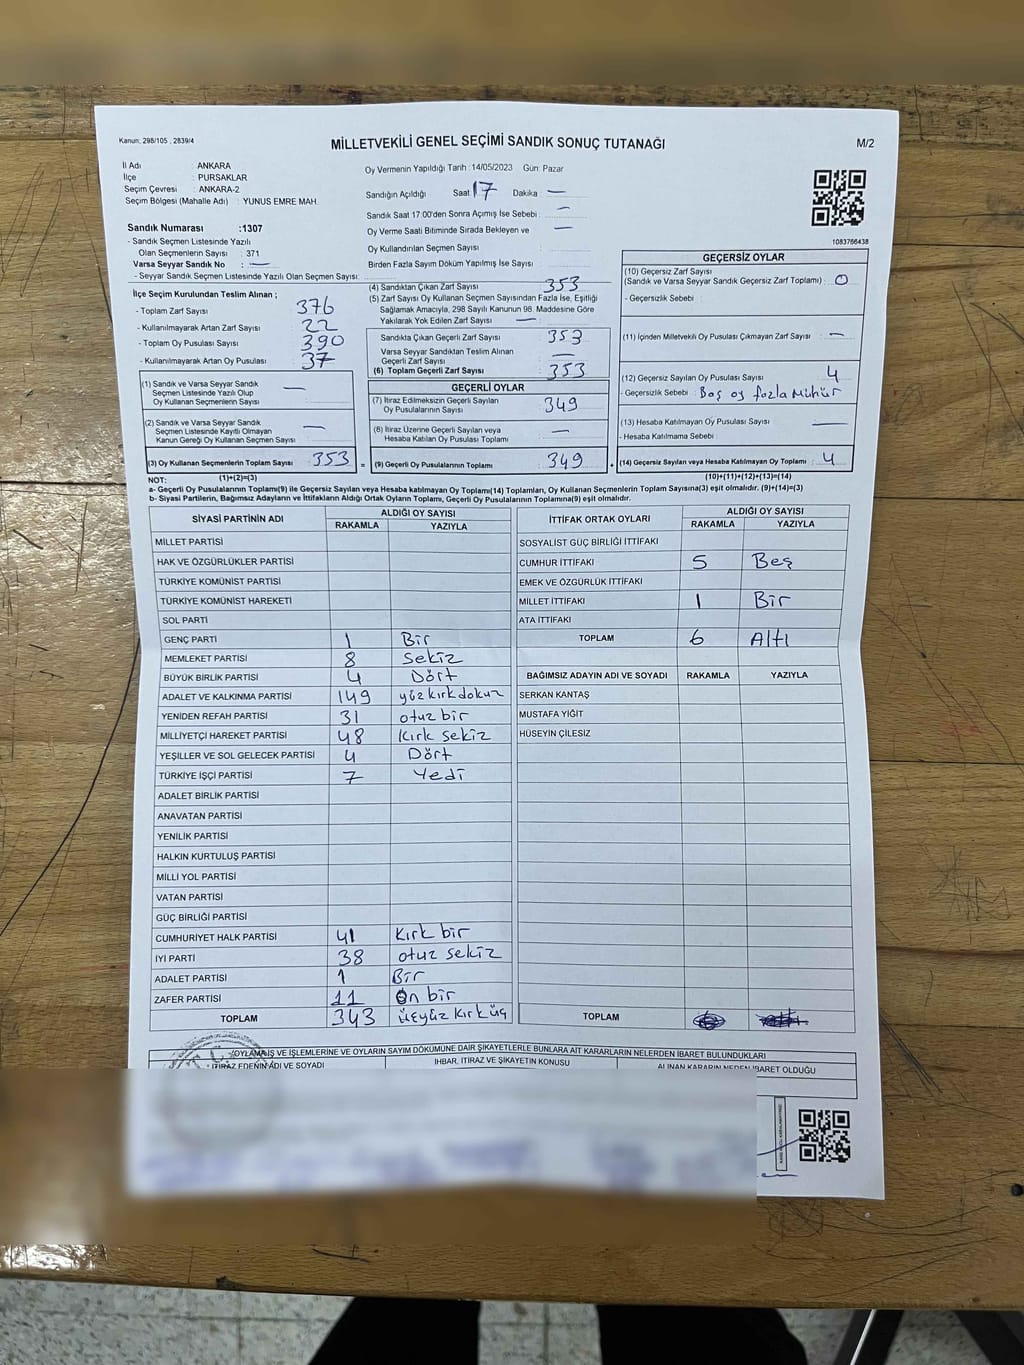 Kanun: 298/105 , 2839/4
MİLLETVEKİLİ GENEL SEÇİMİ SANDIK SONUÇ TUTANAĞI
M/2
İl Adı : ANKARA
İlçe : PURSAKLAR
Seçim Çevresi : ANKARA-2
Seçim Bölgesi (Mahalle Adı) : YUNUS EMRE MAH.
Oy Vermenin Yapıldığı Tarih : 14/05/2023 Gün: Pazar
Sandığın Açıldığı Saat: 17 Dakika : —
Sandık Saat 17:00'den Sonra Açımış İse Sebebi : —
Oy Verme Saati Bitiminde Sırada Bekleyen ve : —
Oy Kullandırılan Seçmen Sayısı
Birden Fazla Sayım Döküm Yapılmış İse Sayısı :
1083766438
Sandık Numarası :1307
- Sandık Seçmen Listesinde Yazılı
Olan Seçmenlerin Sayısı : 371
Varsa Seyyar Sandık No : —
- Seyyar Sandık Seçmen Listesinde Yazılı Olan Seçmen Sayısı:
İlçe Seçim Kurulundan Teslim Alınan ;
- Toplam Zarf Sayısı 376
- Kullanılmayarak Artan Zarf Sayısı 22
- Toplam Oy Pusulası Sayısı 390
- Kullanılmayarak Artan Oy Pusulası 37
(1) Sandık ve Varsa Seyyar Sandık —
Seçmen Listesinde Yazılı Olup
Oy Kullanan Seçmenlerin Sayısı
(2) Sandık ve Varsa Seyyar Sandık —
Seçmen Listesinde Kayıtlı Olmayan
Kanun Gereği Oy Kullanan Seçmen Sayısı
(3) Oy Kullanan Seçmenlerin Toplam Sayısı 353 =
(4) Sandıktan Çıkan Zarf Sayısı 353
(5) Zarf Sayısı Oy Kullanan Seçmen Sayısından Fazla İse, Eşitliği
Sağlamak Amacıyla, 298 Sayılı Kanunun 98. Maddesine Göre
Yakılarak Yok Edilen Zarf Sayısı : —
Sandıkta Çıkan Geçerli Zarf Sayısı 353
Varsa Seyyar Sandıktan Teslim Alınan —
Geçerli Zarf Sayısı
(6) Toplam Geçerli Zarf Sayısı 353
GEÇERLİ OYLAR
(7) İtiraz Edilmeksizin Geçerli Sayılan 349
Oy Pusulalarının Sayısı
(8) İtiraz Üzerine Geçerli Sayılan veya —
Hesaba Katılan Oy Pusulası Toplamı
(9) Geçerli Oy Pusulalarının Toplamı 349 +
GEÇERSİZ OYLAR
(10) Geçersiz Zarf Sayısı
(Sandık ve Varsa Seyyar Sandık Geçersiz Zarf Toplamı) : 0
- Geçersizlik Sebebi :
(11) İçinden Milletvekili Oy Pusulası Çıkmayan Zarf Sayısı : —
(12) Geçersiz Sayılan Oy Pusulası Sayısı : 4
- Geçersizlik Sebebi : Boş oy fazla Mühür
(13) Hesaba Katılmayan Oy Pusulası Sayısı : —
- Hesaba Katılmama Sebebi :
(14) Geçersiz Sayılan veya Hesaba Katılmayan Oy Toplamı : 4
NOT:
(1)+(2)=(3)
(10)+(11)+(12)+(13)=(14)
a- Geçerli Oy Pusulalarının Toplamı(9) ile Geçersiz Sayılan veya Hesaba katılmayan Oy Toplamı(14) Toplamları, Oy Kullanan Seçmenlerin Toplam Sayısına(3) eşit olmalıdır. (9)+(14)=(3)
b- Siyasi Partilerin, Bağımsız Adayların ve İttifakların Aldığı Ortak Oyların Toplamı, Geçerli Oy Pusulalarının Toplamına(9) eşit olmalıdır.
SİYASİ PARTİNİN ADI
ALDIĞI OY SAYISI
RAKAMLA YAZIYLA
MİLLET PARTİSİ
HAK VE ÖZGÜRLÜKLER PARTİSİ
TÜRKİYE KOMÜNİST PARTİSİ
TÜRKİYE KOMÜNİST HAREKETİ
SOL PARTİ
GENÇ PARTİ 1 Bir
MEMLEKET PARTİSİ 8 Sekiz
BÜYÜK BİRLİK PARTİSİ 4 Dört
ADALET VE KALKINMA PARTİSİ 149 yüz kırk dokuz
YENİDEN REFAH PARTİSİ 31 otuz bir
MİLLİYETÇİ HAREKET PARTİSİ 48 Kırk sekiz
YEŞİLLER VE SOL GELECEK PARTİSİ 4 Dört
TÜRKİYE İŞÇİ PARTİSİ 7 Yedi
ADALET BİRLİK PARTİSİ
ANAVATAN PARTİSİ
YENİLİK PARTİSİ
HALKIN KURTULUŞ PARTİSİ
MİLLİ YOL PARTİSİ
VATAN PARTİSİ
GÜÇ BİRLİĞİ PARTİSİ
CUMHURİYET HALK PARTİSİ 41 Kırk bir
İYİ PARTİ 38 otuz sekiz
ADALET PARTİSİ 1 Bir
ZAFER PARTİSİ 11 On bir
TOPLAM 343 üçyüz kırküç
İTTİFAK ORTAK OYLARI
ALDIĞI OY SAYISI
RAKAMLA YAZIYLA
SOSYALİST GÜÇ BİRLİĞİ İTTİFAKI
CUMHUR İTTİFAKI 5 Beş
EMEK VE ÖZGÜRLÜK İTTİFAKI
MİLLET İTTİFAKI 1 Bir
ATA İTTİFAKI
TOPLAM 6 Altı
BAĞIMSIZ ADAYIN ADI VE SOYADI RAKAMLA YAZIYLA
SERKAN KANTAŞ
MUSTAFA YİĞİT
HÜSEYİN ÇİLESİZ
TOPLAM
OYLAMA İŞ VE İŞLEMLERİNE VE OYLARIN SAYIM DÖKÜMÜNE DAİR ŞİKAYETLERLE BUNLARA AİT KARARLARIN NELERDEN İBARET BULUNDUKLARI
İTİRAZ EDENİN ADI VE SOYADI
İHBAR, İTİRAZ VE ŞİKAYETİN KONUSU
ALINAN KARARIN NEDEN İBARET OLDUĞU